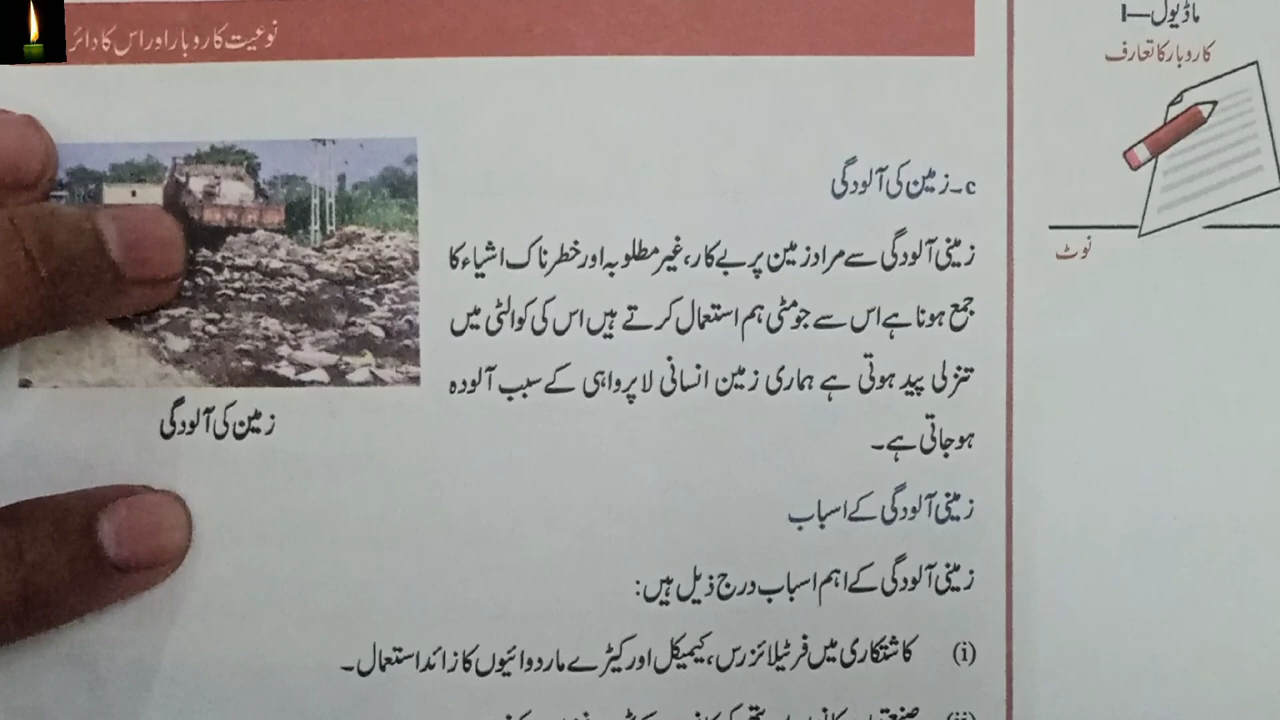 ماڈیول—I
کاروبار کا تعارف
نوعیت کاروبار اور اس کا دائر
نوٹ
c۔ زمین کی آلودگی
زمینی آلودگی سے مراد زمین پر بے کار، غیر مطلوبہ اور خطرناک اشیاء کا
جمع ہونا ہے اس سے جو مٹی ہم استعمال کرتے ہیں اس کی کوالٹی میں
تنزلی پید ہوتی ہے ہماری زمین انسانی لا پرواہی کے سبب آلودہ
ہو جاتی ہے۔
زمین کی آلودگی
زمینی آلودگی کے اسباب
زمینی آلودگی کے اہم اسباب درج ذیل ہیں:
(i) کاشتکاری میں فرٹیلائزرس، کیمیکل اور کیڑے مار دوائیوں کا زائد استعمال۔